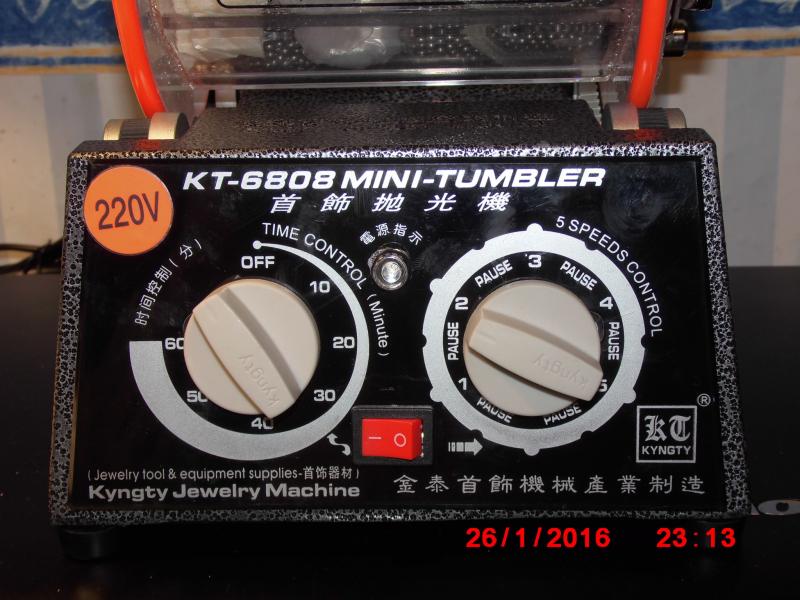 KT-6808 MINI-TUMBLER
首飾拋光機
220V
TIME CONTROL (Minute)
时间控制(分)
電源指示
5 SPEEDS CONTROL
OFF
10
20
30
40
50
60
Kyngty
1
PAUSE
2
PAUSE
3
PAUSE
4
PAUSE
5
PAUSE
PAUSE
Kyngty
KT
®
KYNGTY
(Jewelry tool & equipment supplies-首饰器材)
Kyngty Jewelry Machine
金泰首飾機械產業制造
26/1/2016 23:13